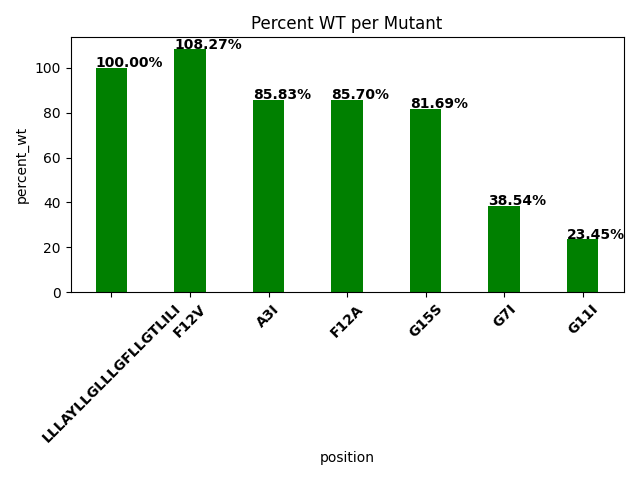 Percent WT per Mutant
percent_wt
100
80
60
40
20
0
100.00%
108.27%
85.83%
85.70%
81.69%
38.54%
23.45%
LLLAYLLGLLLGFLLGTLILI
F12V
A3I
F12A
G15S
G7I
G11I
position